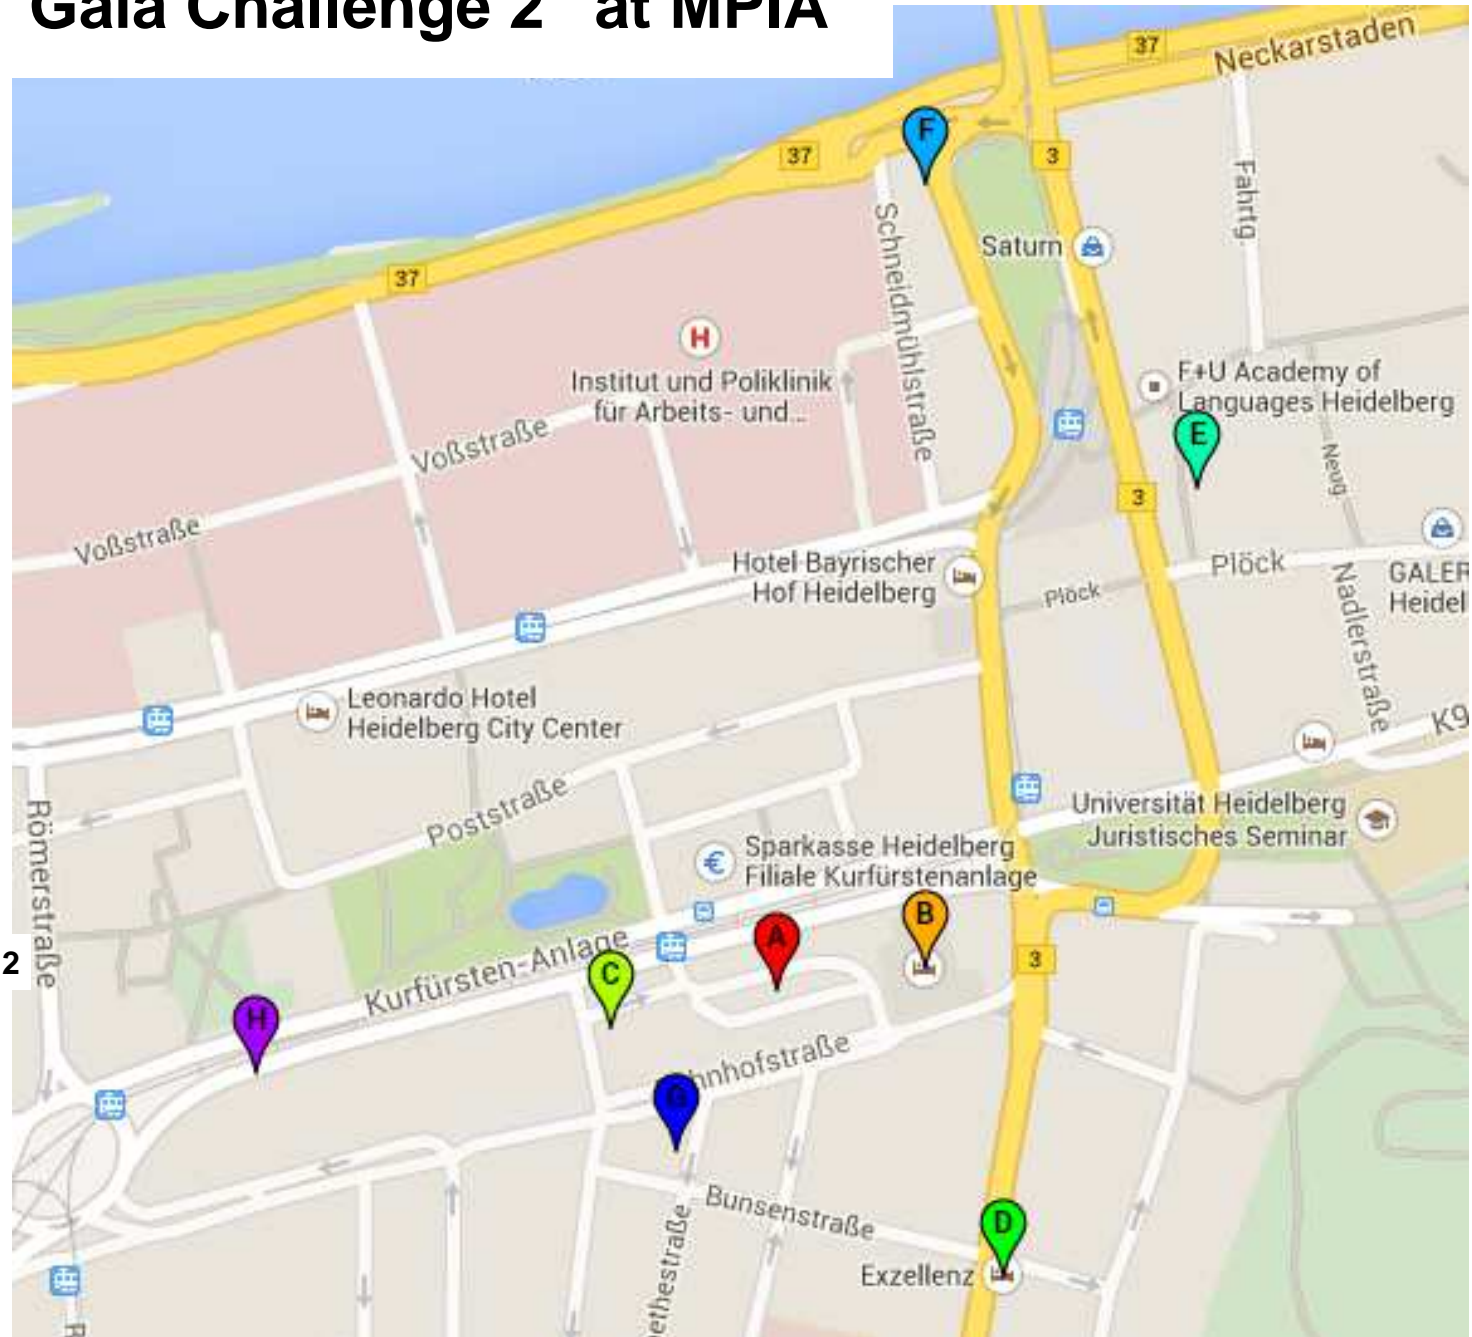 Gaia Challenge 2 at MPIA
37
Neckarstaden
F
37
3
Fahrtg.
Schneidmühlstraße
Saturn
37
H
Institut und Poliklinik
für Arbeits- und...
F+U Academy of
Languages Heidelberg
E
Voßstraße
Neug
3
Voßstraße
Hotel Bayrischer
Hof Heidelberg
Plöck
Plöck
GALER
Heidel
Nadlerstraße
Leonardo Hotel
Heidelberg City Center
K9
Poststraße
Römerstraße
Universität Heidelberg
Juristisches Seminar
Sparkasse Heidelberg
Filiale Kurfürstenanlage
€
B
A
2
Kurfürsten-Anlage
C
3
H
hnhofstraße
G
Bunsenstraße
D
ethestraße
Exzellenz
R